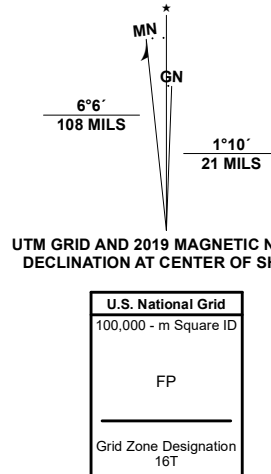 ★
MN
GN
6°6´
108 MILS
1°10´
21 MILS
UTM GRID AND 2019 MAGNETIC
DECLINATION AT CENTER OF
U.S. National Grid
100,000 - m Square ID
FP
Grid Zone Designation
16T